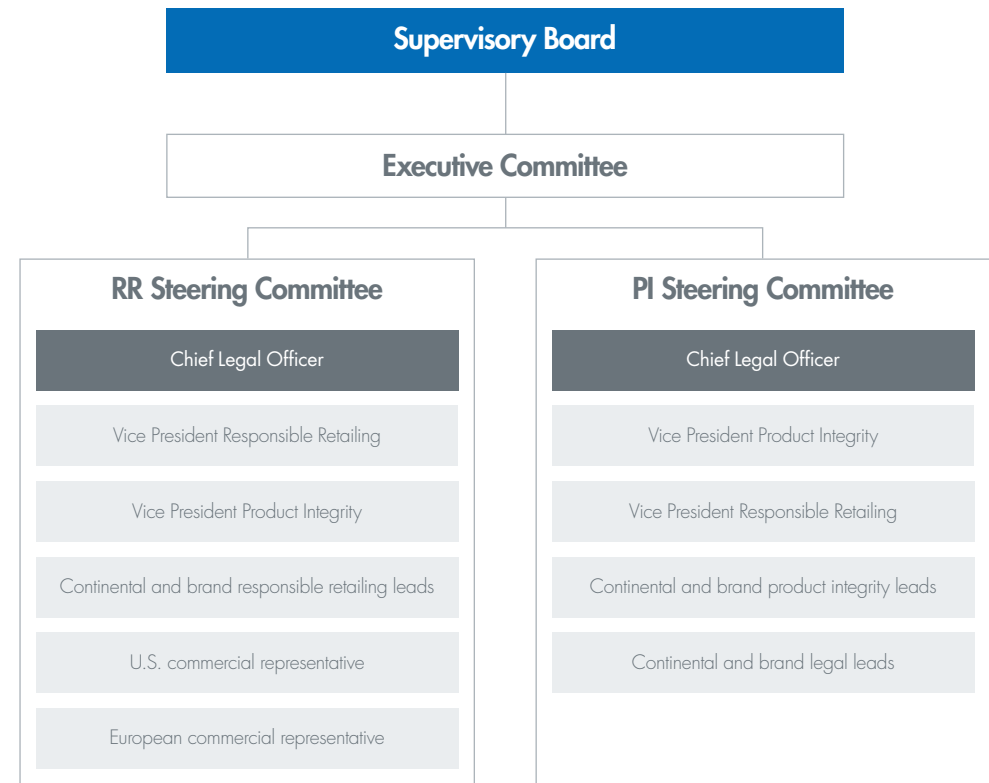 Supervisory Board
Executive Committee
RR Steering Committee
Chief Legal Officer
Vice President Responsible Retailing
Vice President Product Integrity
Continental and brand responsible retailing leads
U.S. commercial representative
European commercial representative
PI Steering Committee
Chief Legal Officer
Vice President Product Integrity
Vice President Responsible Retailing
Continental and brand product integrity leads
Continental and brand legal leads